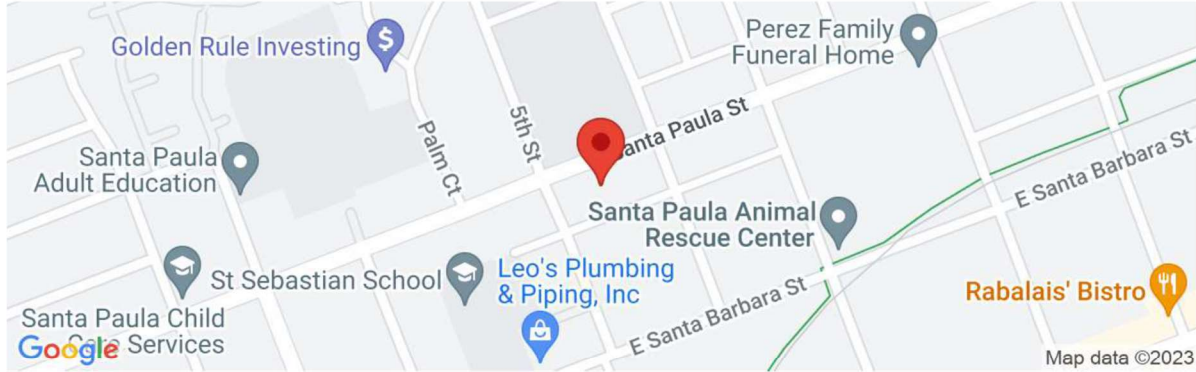 Golden Rule Investing
Perez Family
Funeral Home
Santa Paula St
5th St
Palm Ct
Santa Paula
Adult Education
E Santa Barbara St
Santa Paula Animal
Rescue Center
St Sebastian School
Leo's Plumbing
& Piping, Inc
Rabalais' Bistro
E Santa Barbara St
Santa Paula Child
Care Services
Google
Map data ©2023